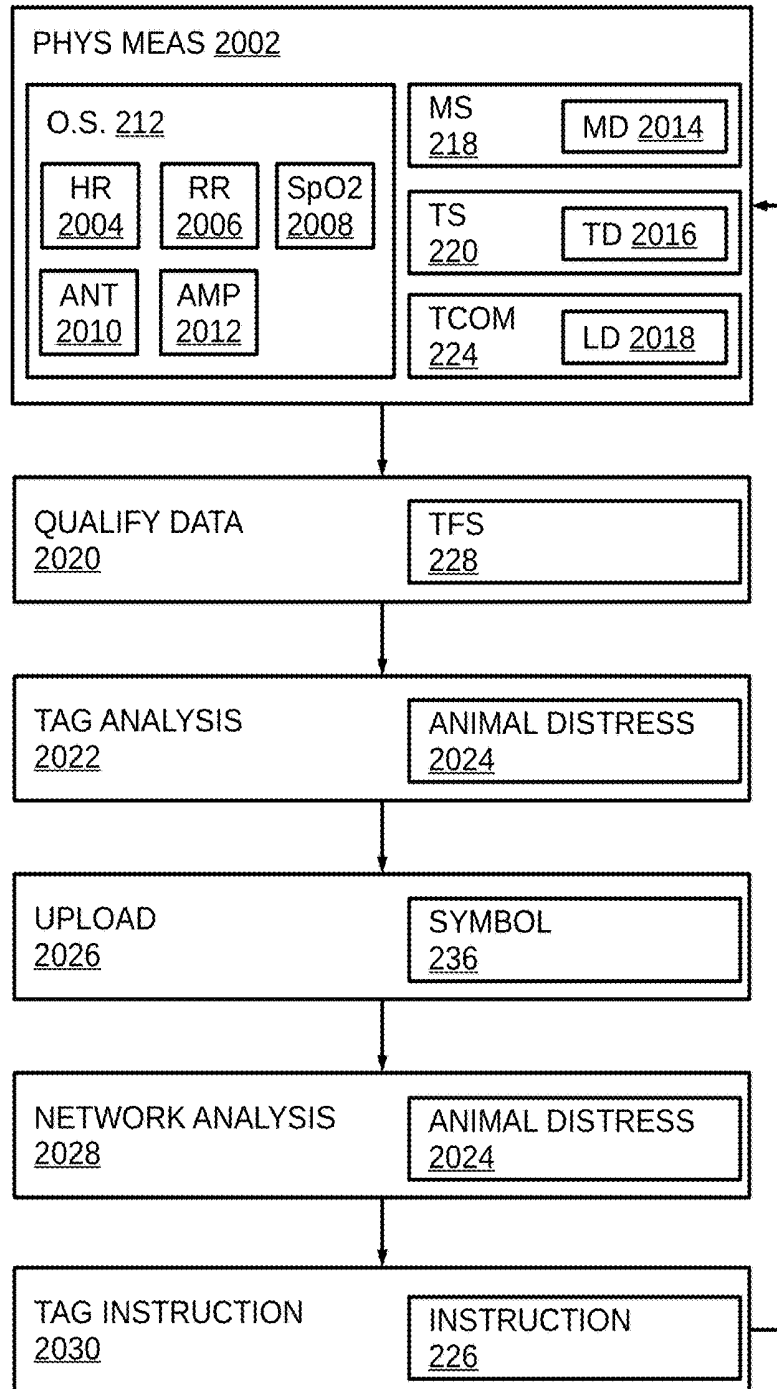 PHYS MEAS 2002
O.S. 212
HR
2004
RR
2006
SpO2
2008
ANT
2010
AMP
2012
MS
218
MD 2014
TS
220
TD 2016
TCOM
224
LD 2018
QUALIFY DATA
2020
TFS
228
TAG ANALYSIS
2022
ANIMAL DISTRESS
2024
UPLOAD
2026
SYMBOL
236
NETWORK ANALYSIS
2028
ANIMAL DISTRESS
2024
TAG INSTRUCTION
2030
INSTRUCTION
226